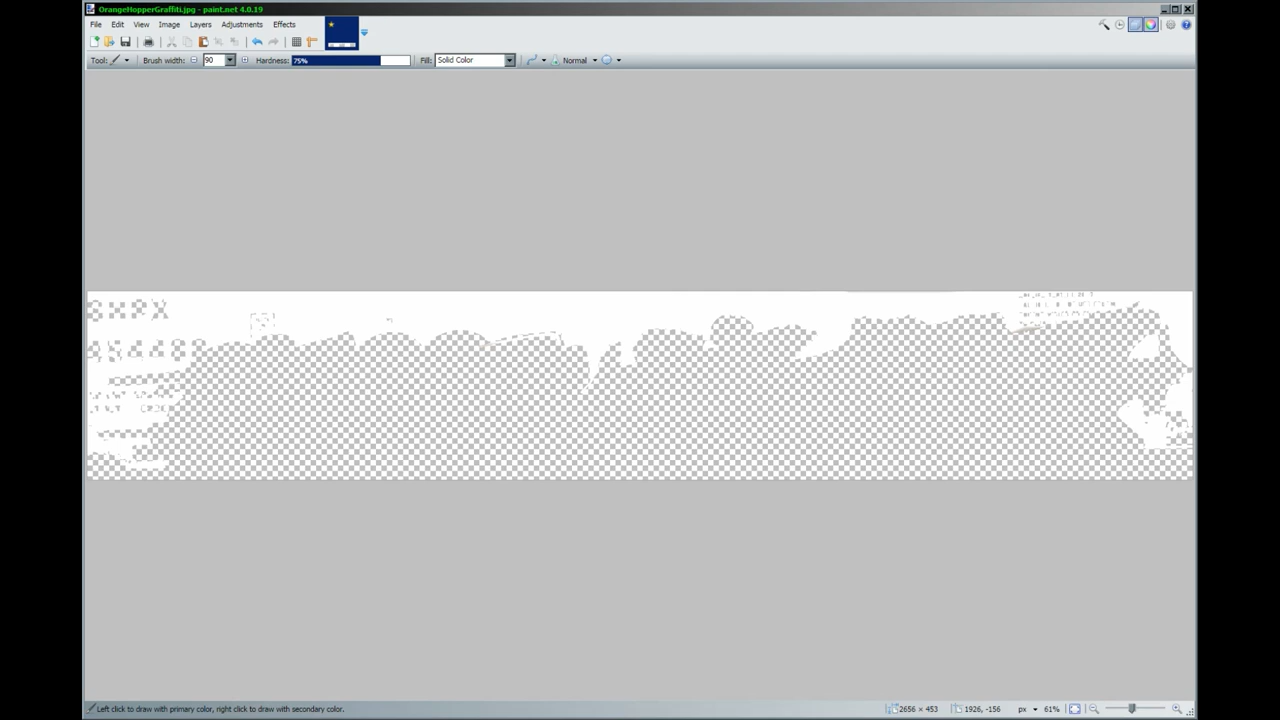 OrangeHopperGraffiti.jpg - paint.net 4.0.19
File Edit View Image Layers Adjustments Effects
Tool: Brush width: 90 Hardness: 75% Fill: Solid Color Normal
Left click to draw with primary color, right click to draw with secondary color. 2656 × 453 1926, -156 px 61%